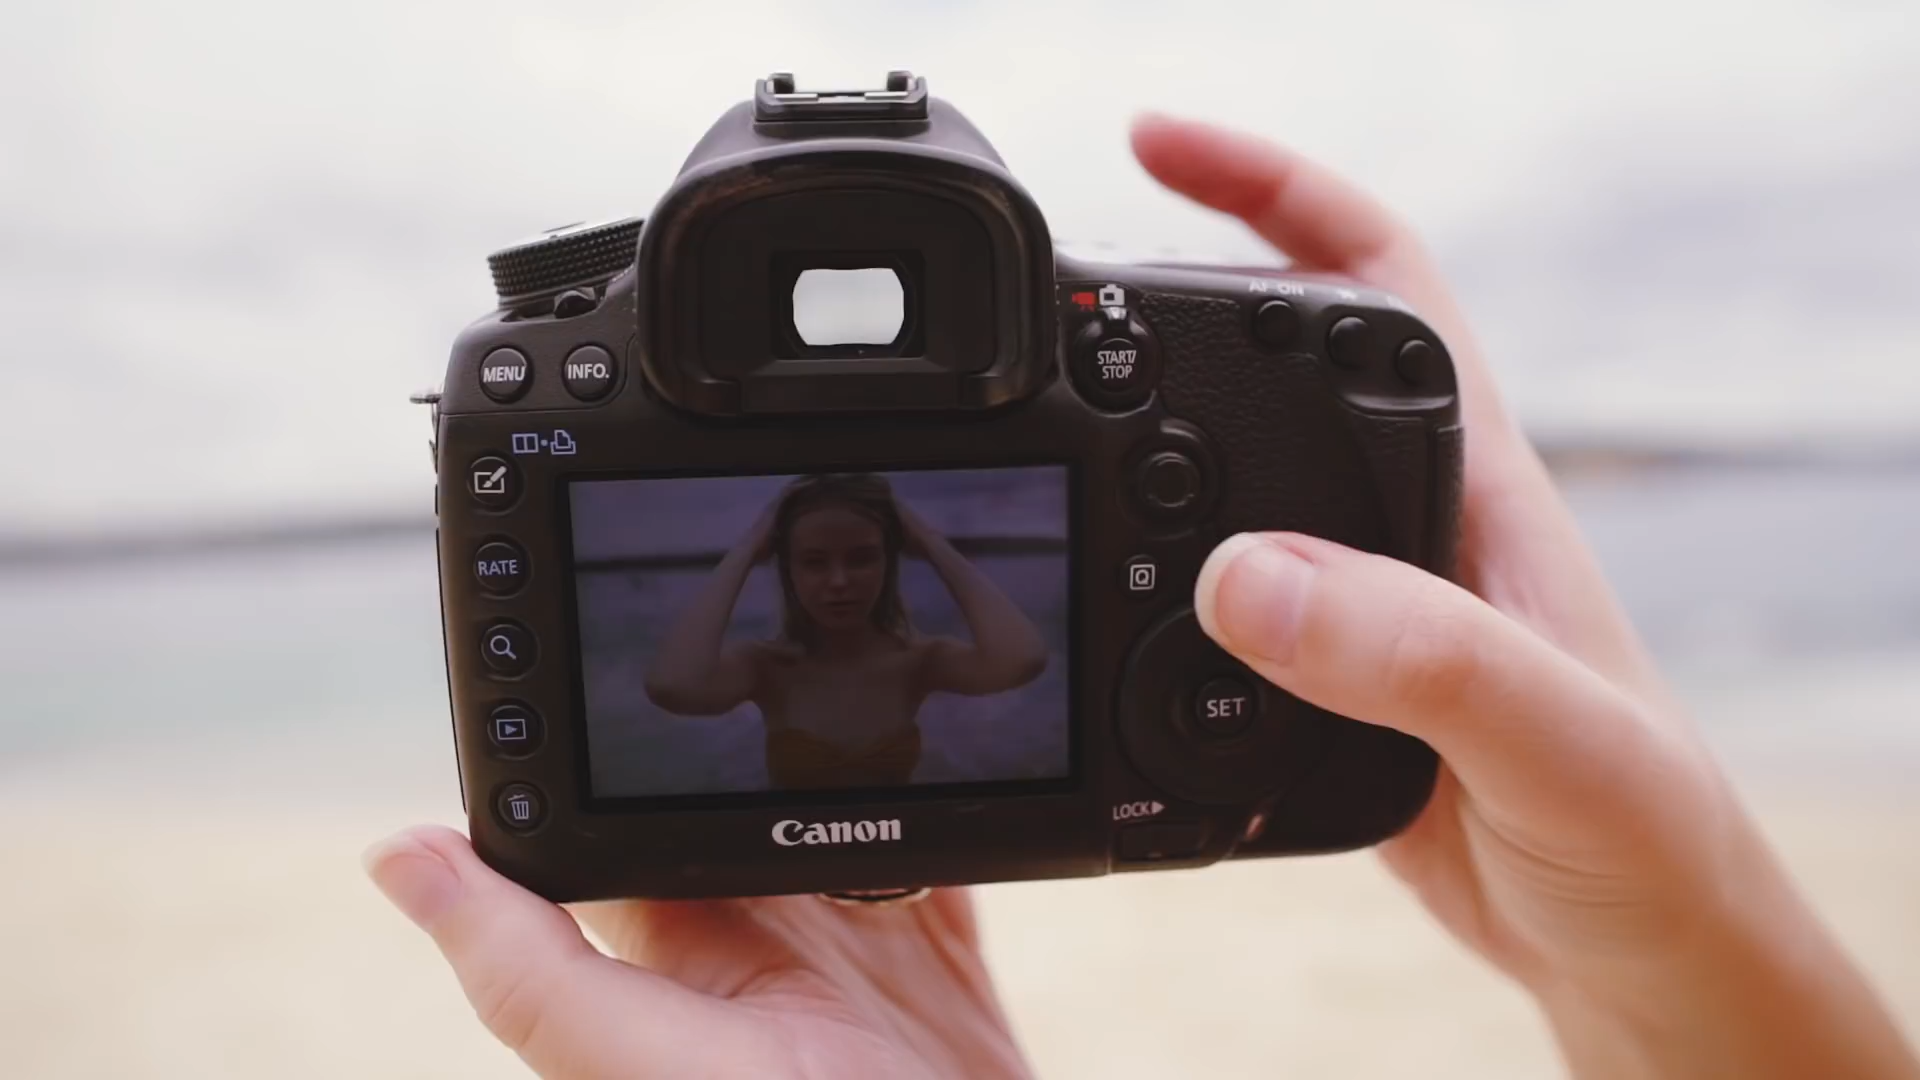 AF ON
MENU
INFO.
START/
STOP
RATE
Q
SET
LOCK
Canon